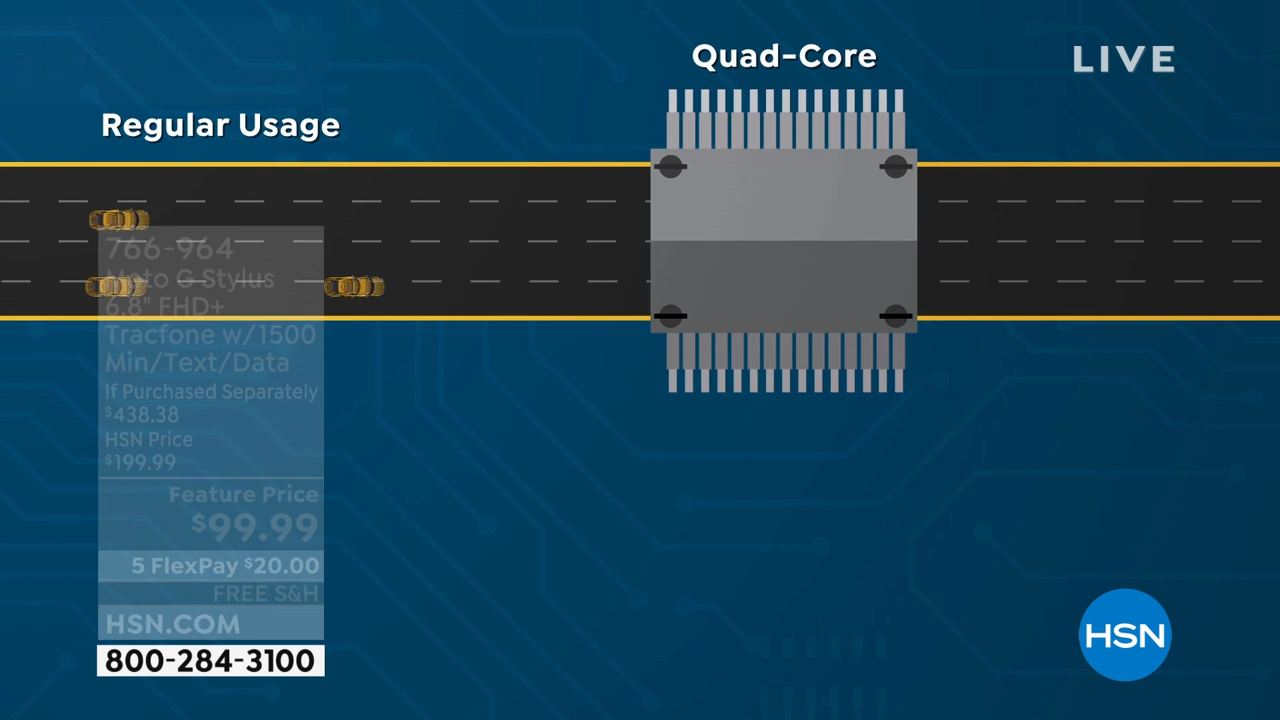 Quad-Core
LIVE
Regular Usage
766-964
Moto G Stylus
6.8" FHD+
Tracfone w/1500
Min/Text/Data
If Purchased Separately
$438.38
HSN Price
$199.99
Feature Price
$99.99
5 FlexPay $20.00
FREE S&H
HSN.COM
800-284-3100
HSN